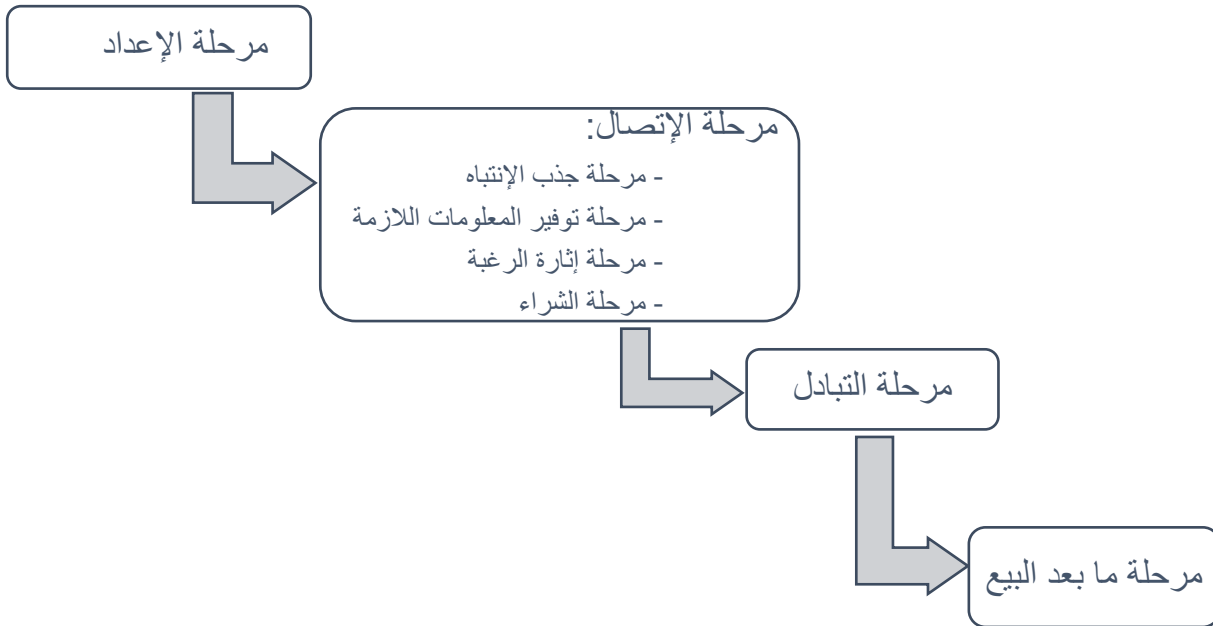 مرحلة الإعداد
مرحلة الإتصال:
- مرحلة جذب الإنتباه
- مرحلة توفير المعلومات اللازمة
- مرحلة إثارة الرغبة
- مرحلة الشراء
مرحلة التبادل
مرحلة ما بعد البيع